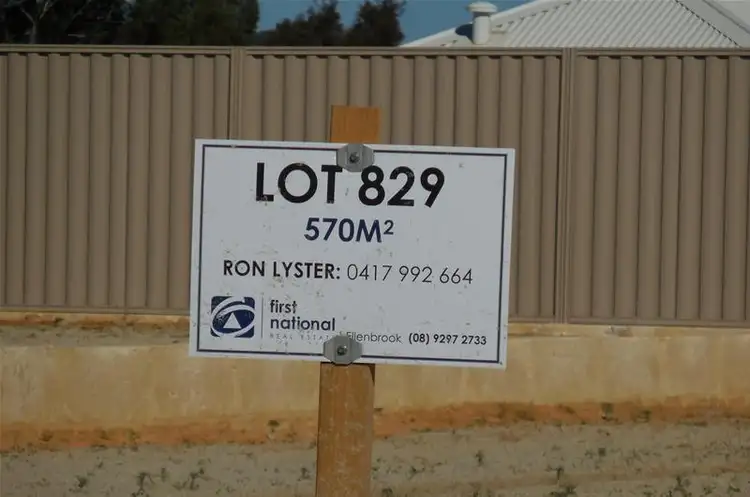 LOT 829
570M²
RON LYSTER: 0417 992 664
first
national
REAL ESTATE Ellenbrook (08) 9297 2733